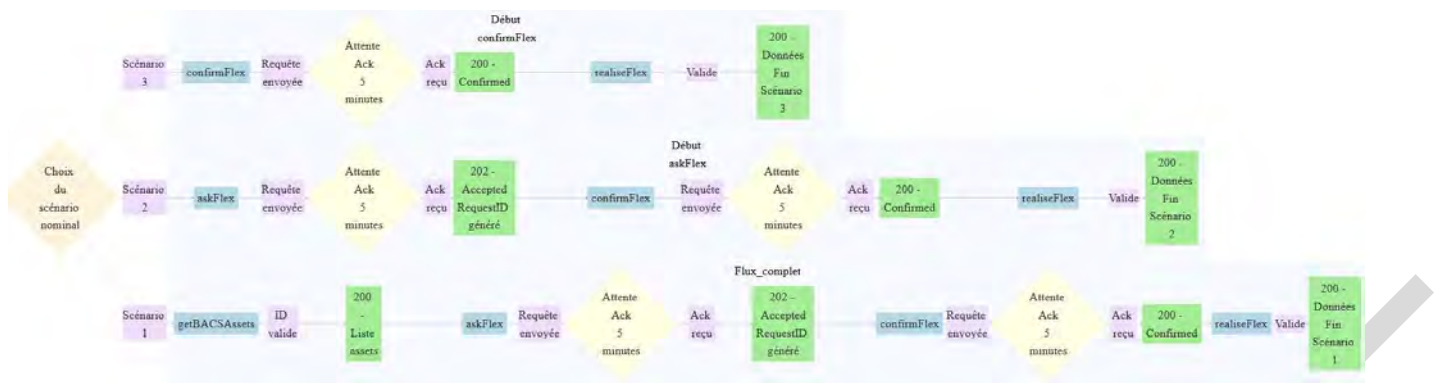 Début
confirmFlex
Scénario
3
confirmFlex
Requête
envoyée
Attente
Ack
5
minutes
Ack
reçu
200 -
Confirmed
realiseFlex
Valide
200 -
Données
Fin
Scénario
3
Choix
du
scénario
nominal
Début
askFlex
Scénario
2
askFlex
Requête
envoyée
Attente
Ack
5
minutes
Ack
reçu
202 -
Accepted
RequestID
généré
confirmFlex
Requête
envoyée
Attente
Ack
5
minutes
Ack
reçu
200 -
Confirmed
realiseFlex
Valide
200 -
Données
Fin
Scénario
2
Flux_complet
Scénario
1
getBACSAssets
ID
valide
200
-
Liste
assets
askFlex
Requête
envoyée
Attente
Ack
5
minutes
Ack
reçu
202 -
Accepted
RequestID
généré
confirmFlex
Requête
envoyée
Attente
Ack
5
minutes
Ack
reçu
200 -
Confirmed
realiseFlex
Valide
200 -
Données
Fin
Scénario
1